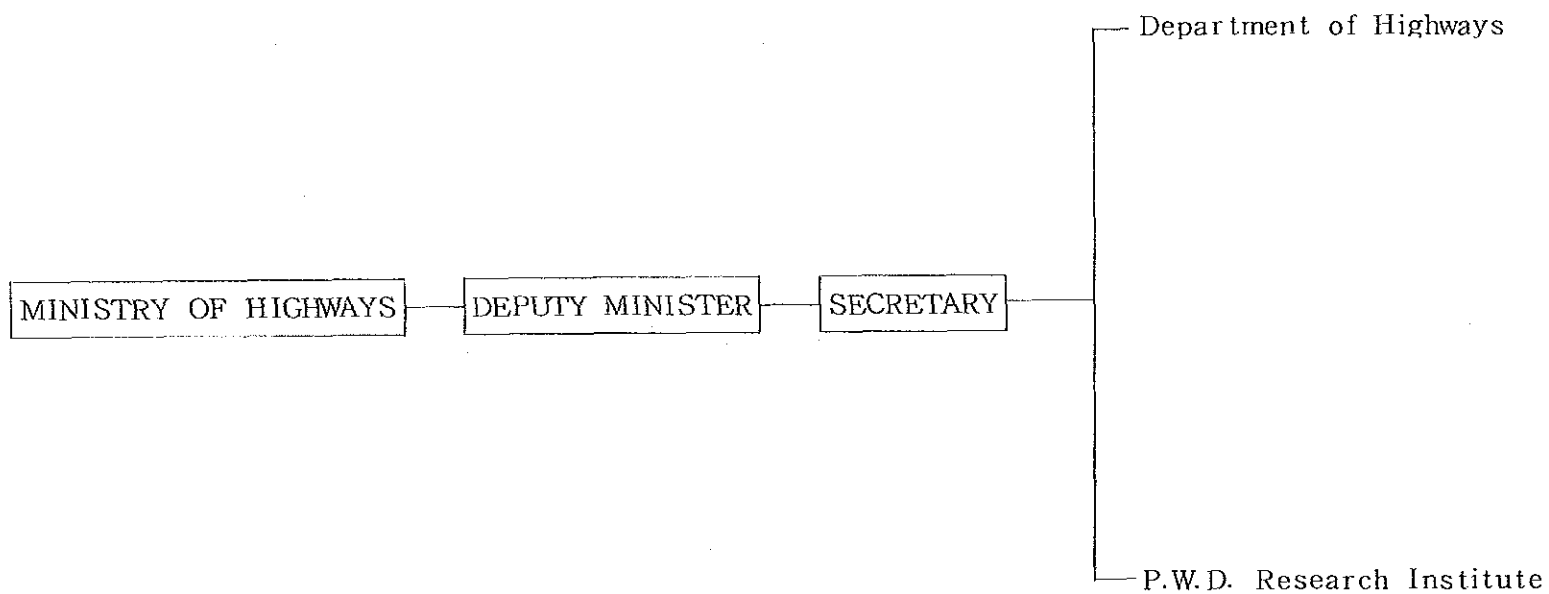 Department of Highways
MINISTRY OF HIGHWAYS
DEPUTY MINISTER
SECRETARY
P.W.D. Research Institute